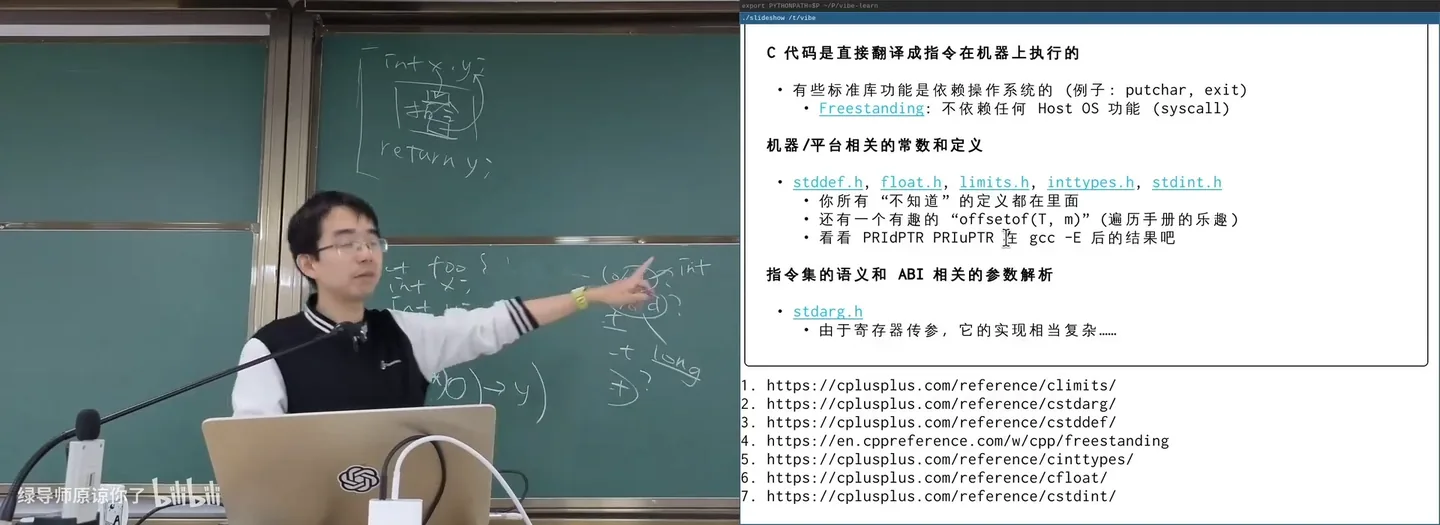 int x, y;
指令
return y;
int foo {
int x;
int
int
long
?
→ y)
绿导师原谅你了 bilibili
export PYTHONPATH=$P ~/P/vibe-learn
./slideshow /t/vibe
C 代码是直接翻译成指令在机器上执行的
• 有些标准库功能是依赖操作系统的 (例子: putchar, exit)
• Freestanding: 不依赖任何 Host OS 功能 (syscall)
机器/平台相关的常数和定义
• stddef.h, float.h, limits.h, inttypes.h, stdint.h
• 你所有 “不知道” 的定义都在里面
• 还有一个有趣的 “offsetof(T, m)” (遍历手册的乐趣)
• 看看 PRIdPTR PRIuPTR 在 gcc -E 后的结果吧
指令集的语义和 ABI 相关的参数解析
• stdarg.h
• 由于寄存器传参, 它的实现相当复杂……
1. https://cplusplus.com/reference/climits/
2. https://cplusplus.com/reference/cstdarg/
3. https://cplusplus.com/reference/cstddef/
4. https://en.cppreference.com/w/cpp/freestanding
5. https://cplusplus.com/reference/cinttypes/
6. https://cplusplus.com/reference/cfloat/
7. https://cplusplus.com/reference/cstdint/